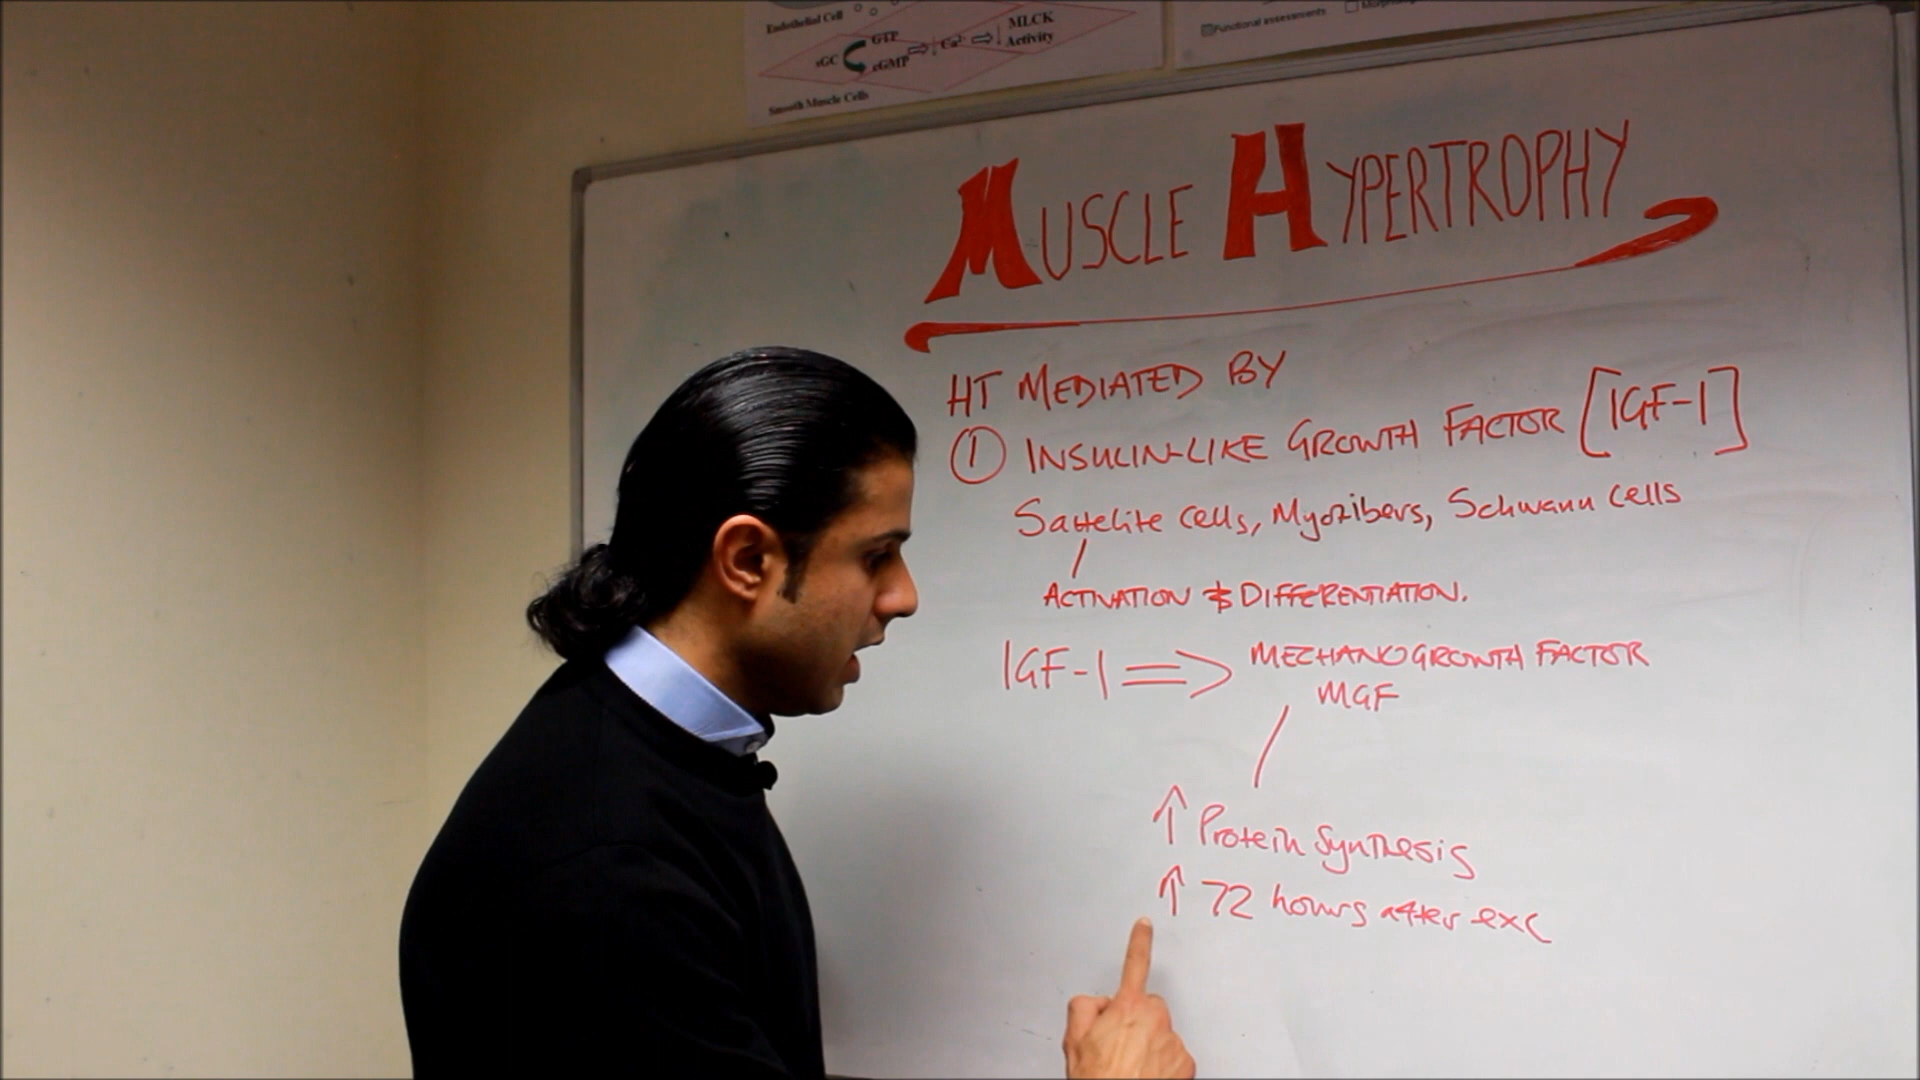 Endothelial Cell
Functional assessments
GTP
sGC
cGMP
Ca²⁺
MLCK
Activity
Smooth Muscle Cells
MUSCLE HYPERTROPHY
HT MEDIATED BY
① INSULIN-LIKE GROWTH FACTOR [IGF-1]
Sattelite cells, Myofibers, Schwann cells
ACTIVATION & DIFFERENTIATION.
IGF-1 ⇒ MECHANOGROWTH FACTOR
MGF
↑ Protein Synthesis
↑ 72 hours after exc